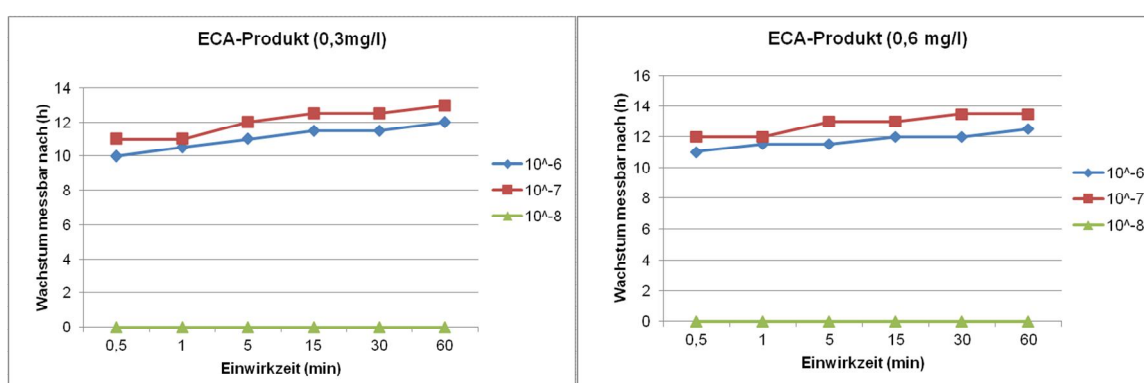 ECA-Produkt (0,3mg/l)
Wachstum messbar nach (h)
14
12
10
8
6
4
2
0
0,5 1 5 15 30 60
Einwirkzeit (min)
10^-6
10^-7
10^-8
ECA-Produkt (0,6 mg/l)
Wachstum messbar nach (h)
16
14
12
10
8
6
4
2
0
0,5 1 5 15 30 60
Einwirkzeit (min)
10^-6
10^-7
10^-8